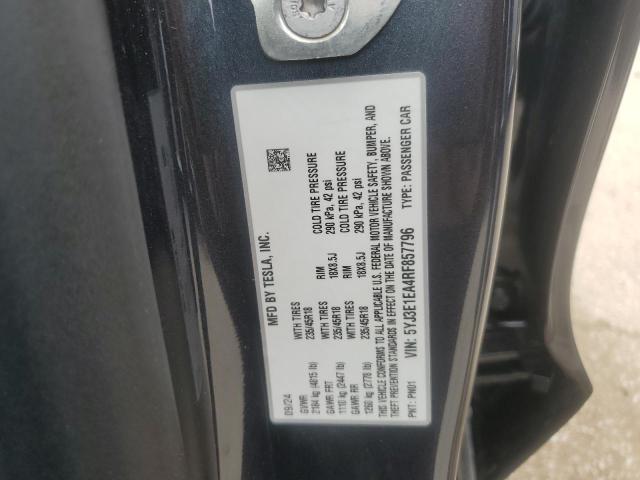 MFD BY TESLA, INC.
09/24
GVWR
2184 kg (4815 lb)
GAWR FRT WITH TIRES RIM COLD TIRE PRESSURE
1110 kg (2447 lb) 235/45R18 18X8.5J 290 kPa, 42 psi
GAWR RR WITH TIRES RIM COLD TIRE PRESSURE
1260 kg (2778 lb) 235/45R18 18X8.5J 290 kPa, 42 psi
THIS VEHICLE CONFORMS TO ALL APPLICABLE U.S. FEDERAL MOTOR VEHICLE SAFETY, BUMPER, AND
THEFT PREVENTION STANDARDS IN EFFECT ON THE DATE OF MANUFACTURE SHOWN ABOVE.
VIN: 5YJ3E1EA4RF857796 TYPE: PASSENGER CAR
PNT: PN01